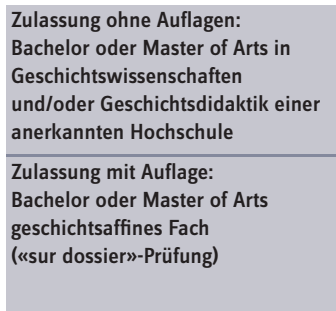 Zulassung ohne Auflagen:
Bachelor oder Master of Arts in
Geschichtswissenschaften
und/oder Geschichtsdidaktik einer
anerkannten Hochschule
Zulassung mit Auflage:
Bachelor oder Master of Arts
geschichtsaffines Fach
(«sur dossier»-Prüfung)